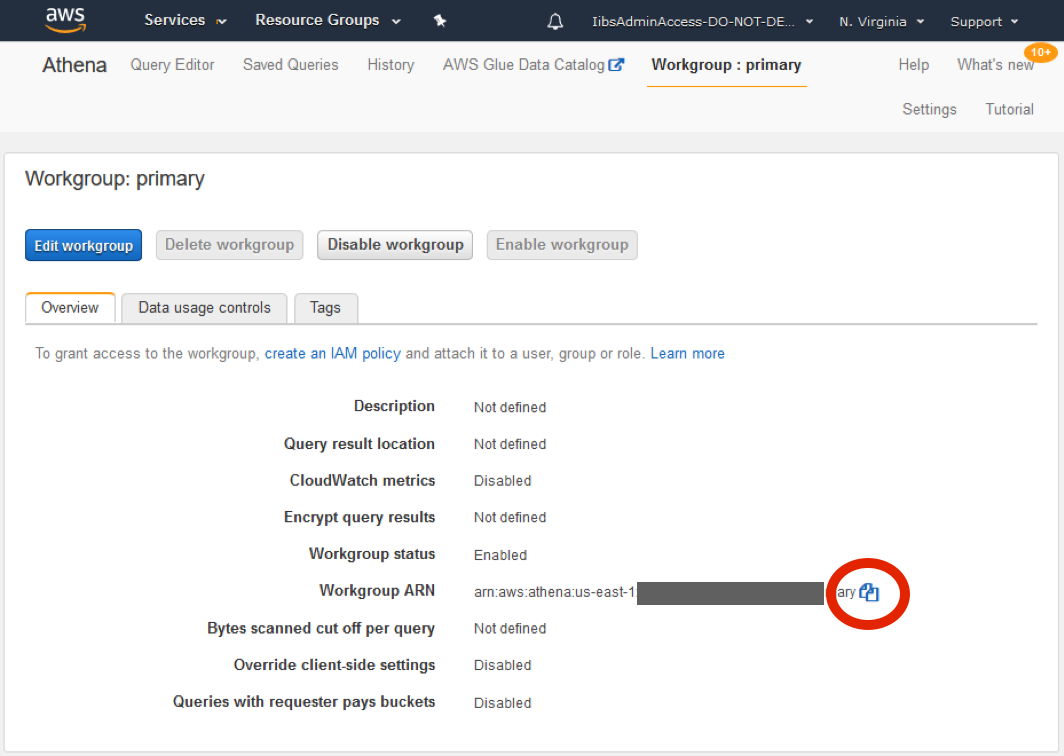 aws Services Resource Groups IibsAdminAccess-DO-NOT-DE... N. Virginia Support
10+
Athena Query Editor Saved Queries History AWS Glue Data Catalog Workgroup : primary Help What's new
Settings Tutorial
Workgroup: primary
Edit workgroup Delete workgroup Disable workgroup Enable workgroup
Overview Data usage controls Tags
To grant access to the workgroup, create an IAM policy and attach it to a user, group or role. Learn more
Description Not defined
Query result location Not defined
CloudWatch metrics Disabled
Encrypt query results Not defined
Workgroup status Enabled
Workgroup ARN arn:aws:athena:us-east-1: ary
Bytes scanned cut off per query Not defined
Override client-side settings Disabled
Queries with requester pays buckets Disabled